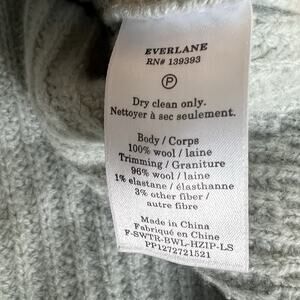 EVERLANE
RN# 139393
P
Dry clean only.
Nettoyer à sec seulement.
Body / Corps
100% wool / laine
Trimming / Graniture
96% wool / laine
1% elastane / élasthanne
3% other fiber /
autre fibre
Made in China
Fabriqué en Chine
F-SWTR-BWL-HZIP-LS
PP1272721521